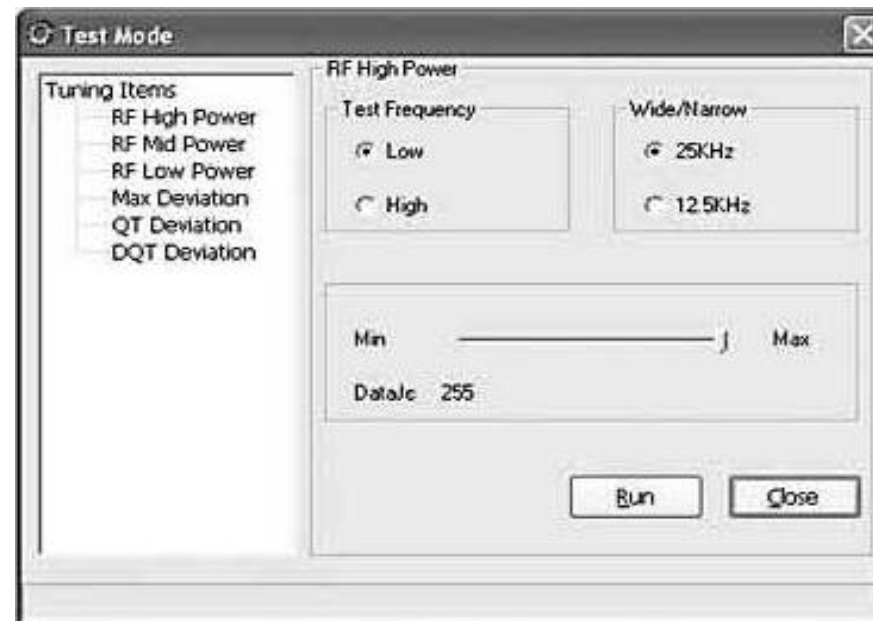 Test Mode
Tuning Items
RF High Power
RF Mid Power
RF Low Power
Max Deviation
QT Deviation
DQT Deviation
RF High Power
Test Frequency
Low
High
Wide/Narrow
25KHz
12.5KHz
Min
Max
255
Run
Close